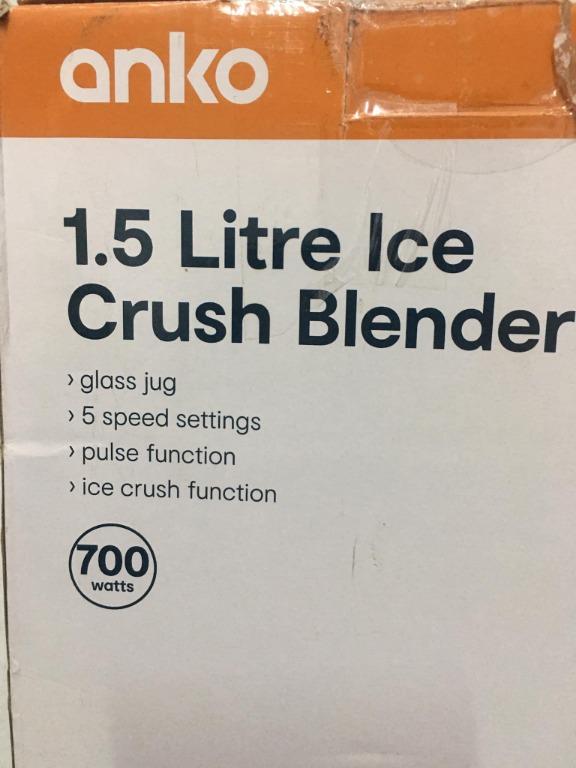 anko
1.5 Litre Ice
Crush Blender
› glass jug
› 5 speed settings
› pulse function
› ice crush function
700
watts